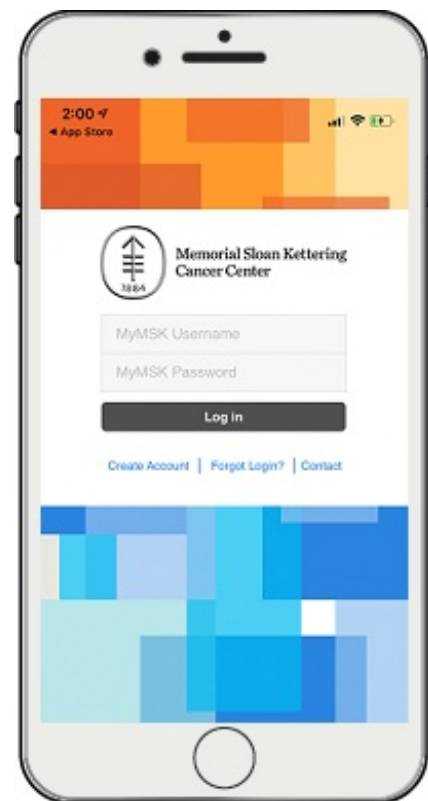 2:00
◀ App Store
Memorial Sloan Kettering
Cancer Center
1884
MyMSK Username
MyMSK Password
Log in
Create Account | Forgot Login? | Contact